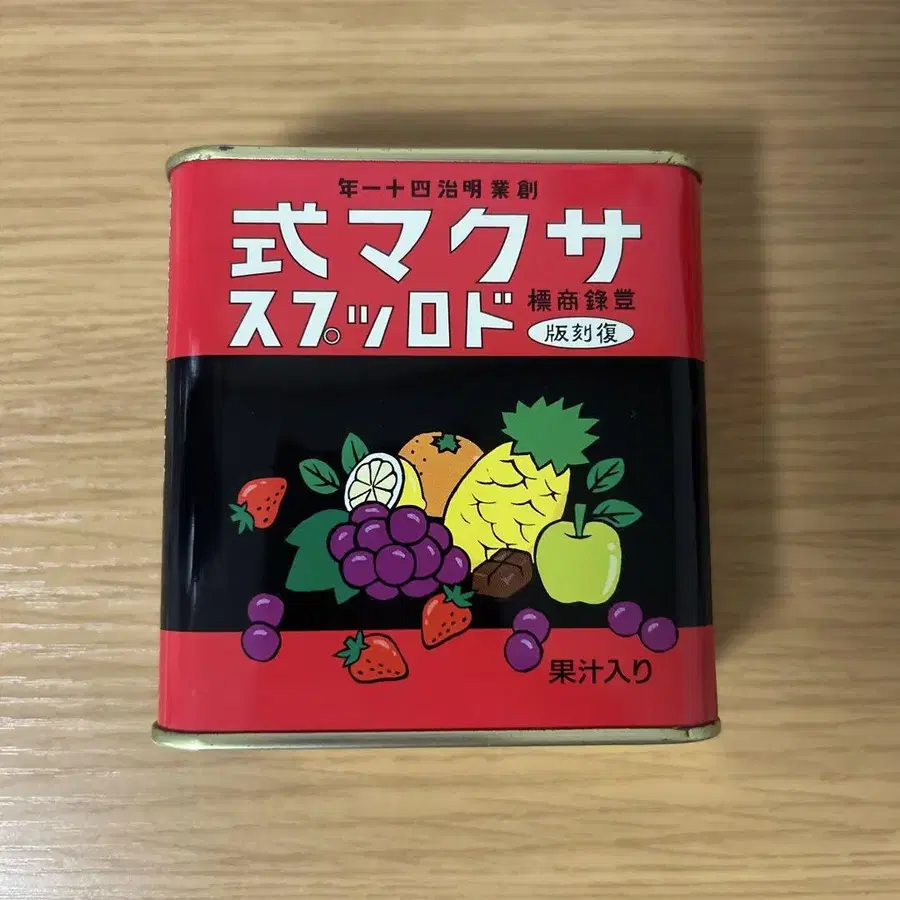 創業明治四十一年
サクマ式
ドロップス
登録商標
復刻版
果汁入り